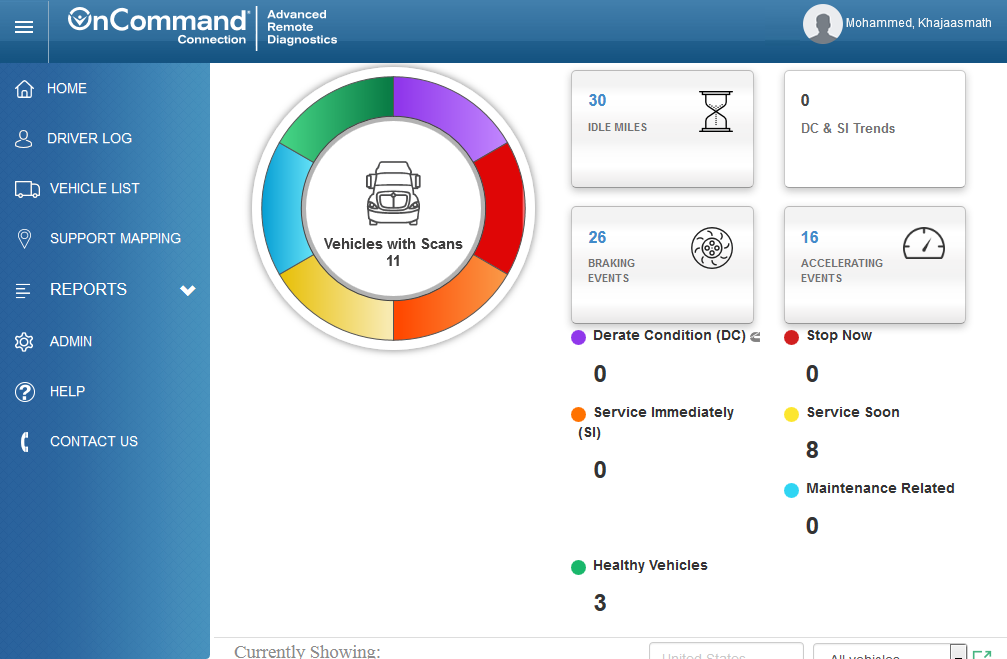 OnCommand®
Connection
Advanced
Remote
Diagnostics
Mohammed, Khajaasmath
HOME
DRIVER LOG
VEHICLE LIST
SUPPORT MAPPING
REPORTS
ADMIN
HELP
CONTACT US
Vehicles with Scans
11
30
IDLE MILES
0
DC & SI Trends
26
BRAKING
EVENTS
16
ACCELERATING
EVENTS
Derate Condition (DC)
0
Stop Now
0
Service Immediately
(SI)
0
Service Soon
8
Maintenance Related
0
Healthy Vehicles
3
Currently Showing:
United States
All vehicles